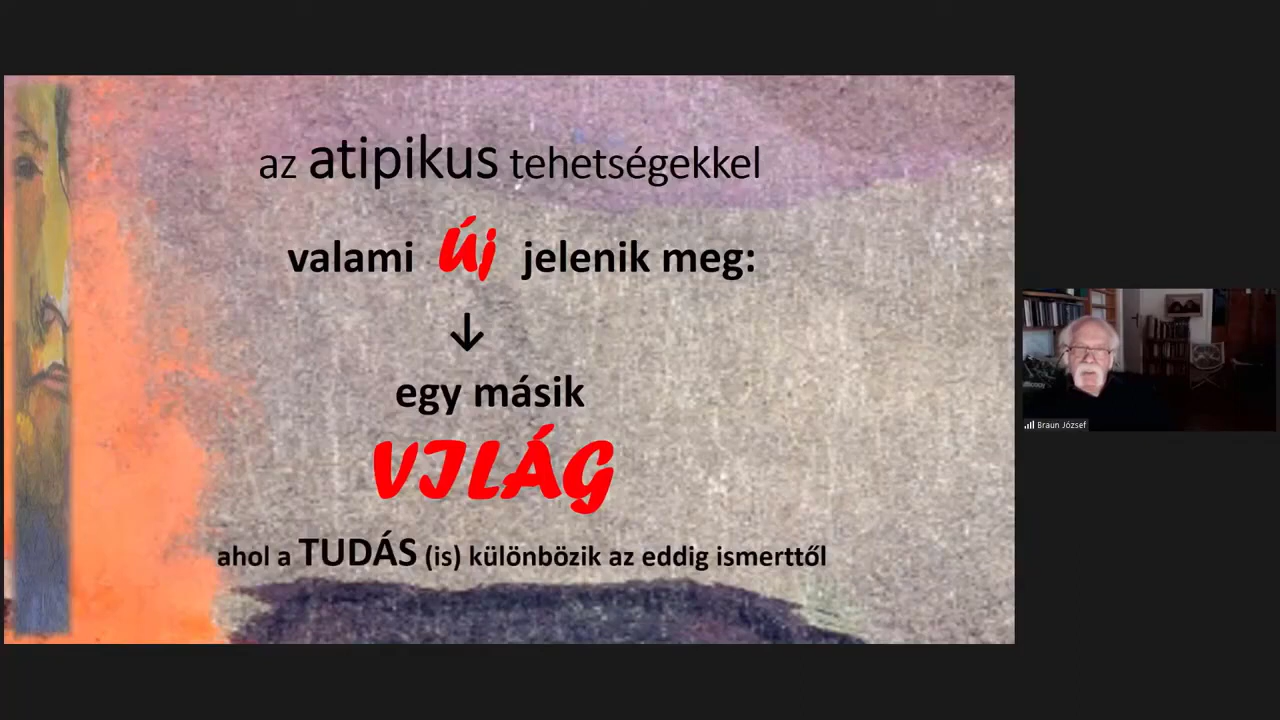 az atipikus tehetségekkel
valami Új jelenik meg:
↓
egy másik
VILÁG
ahol a TUDÁS (is) különbözik az eddig ismerttől
Braun József